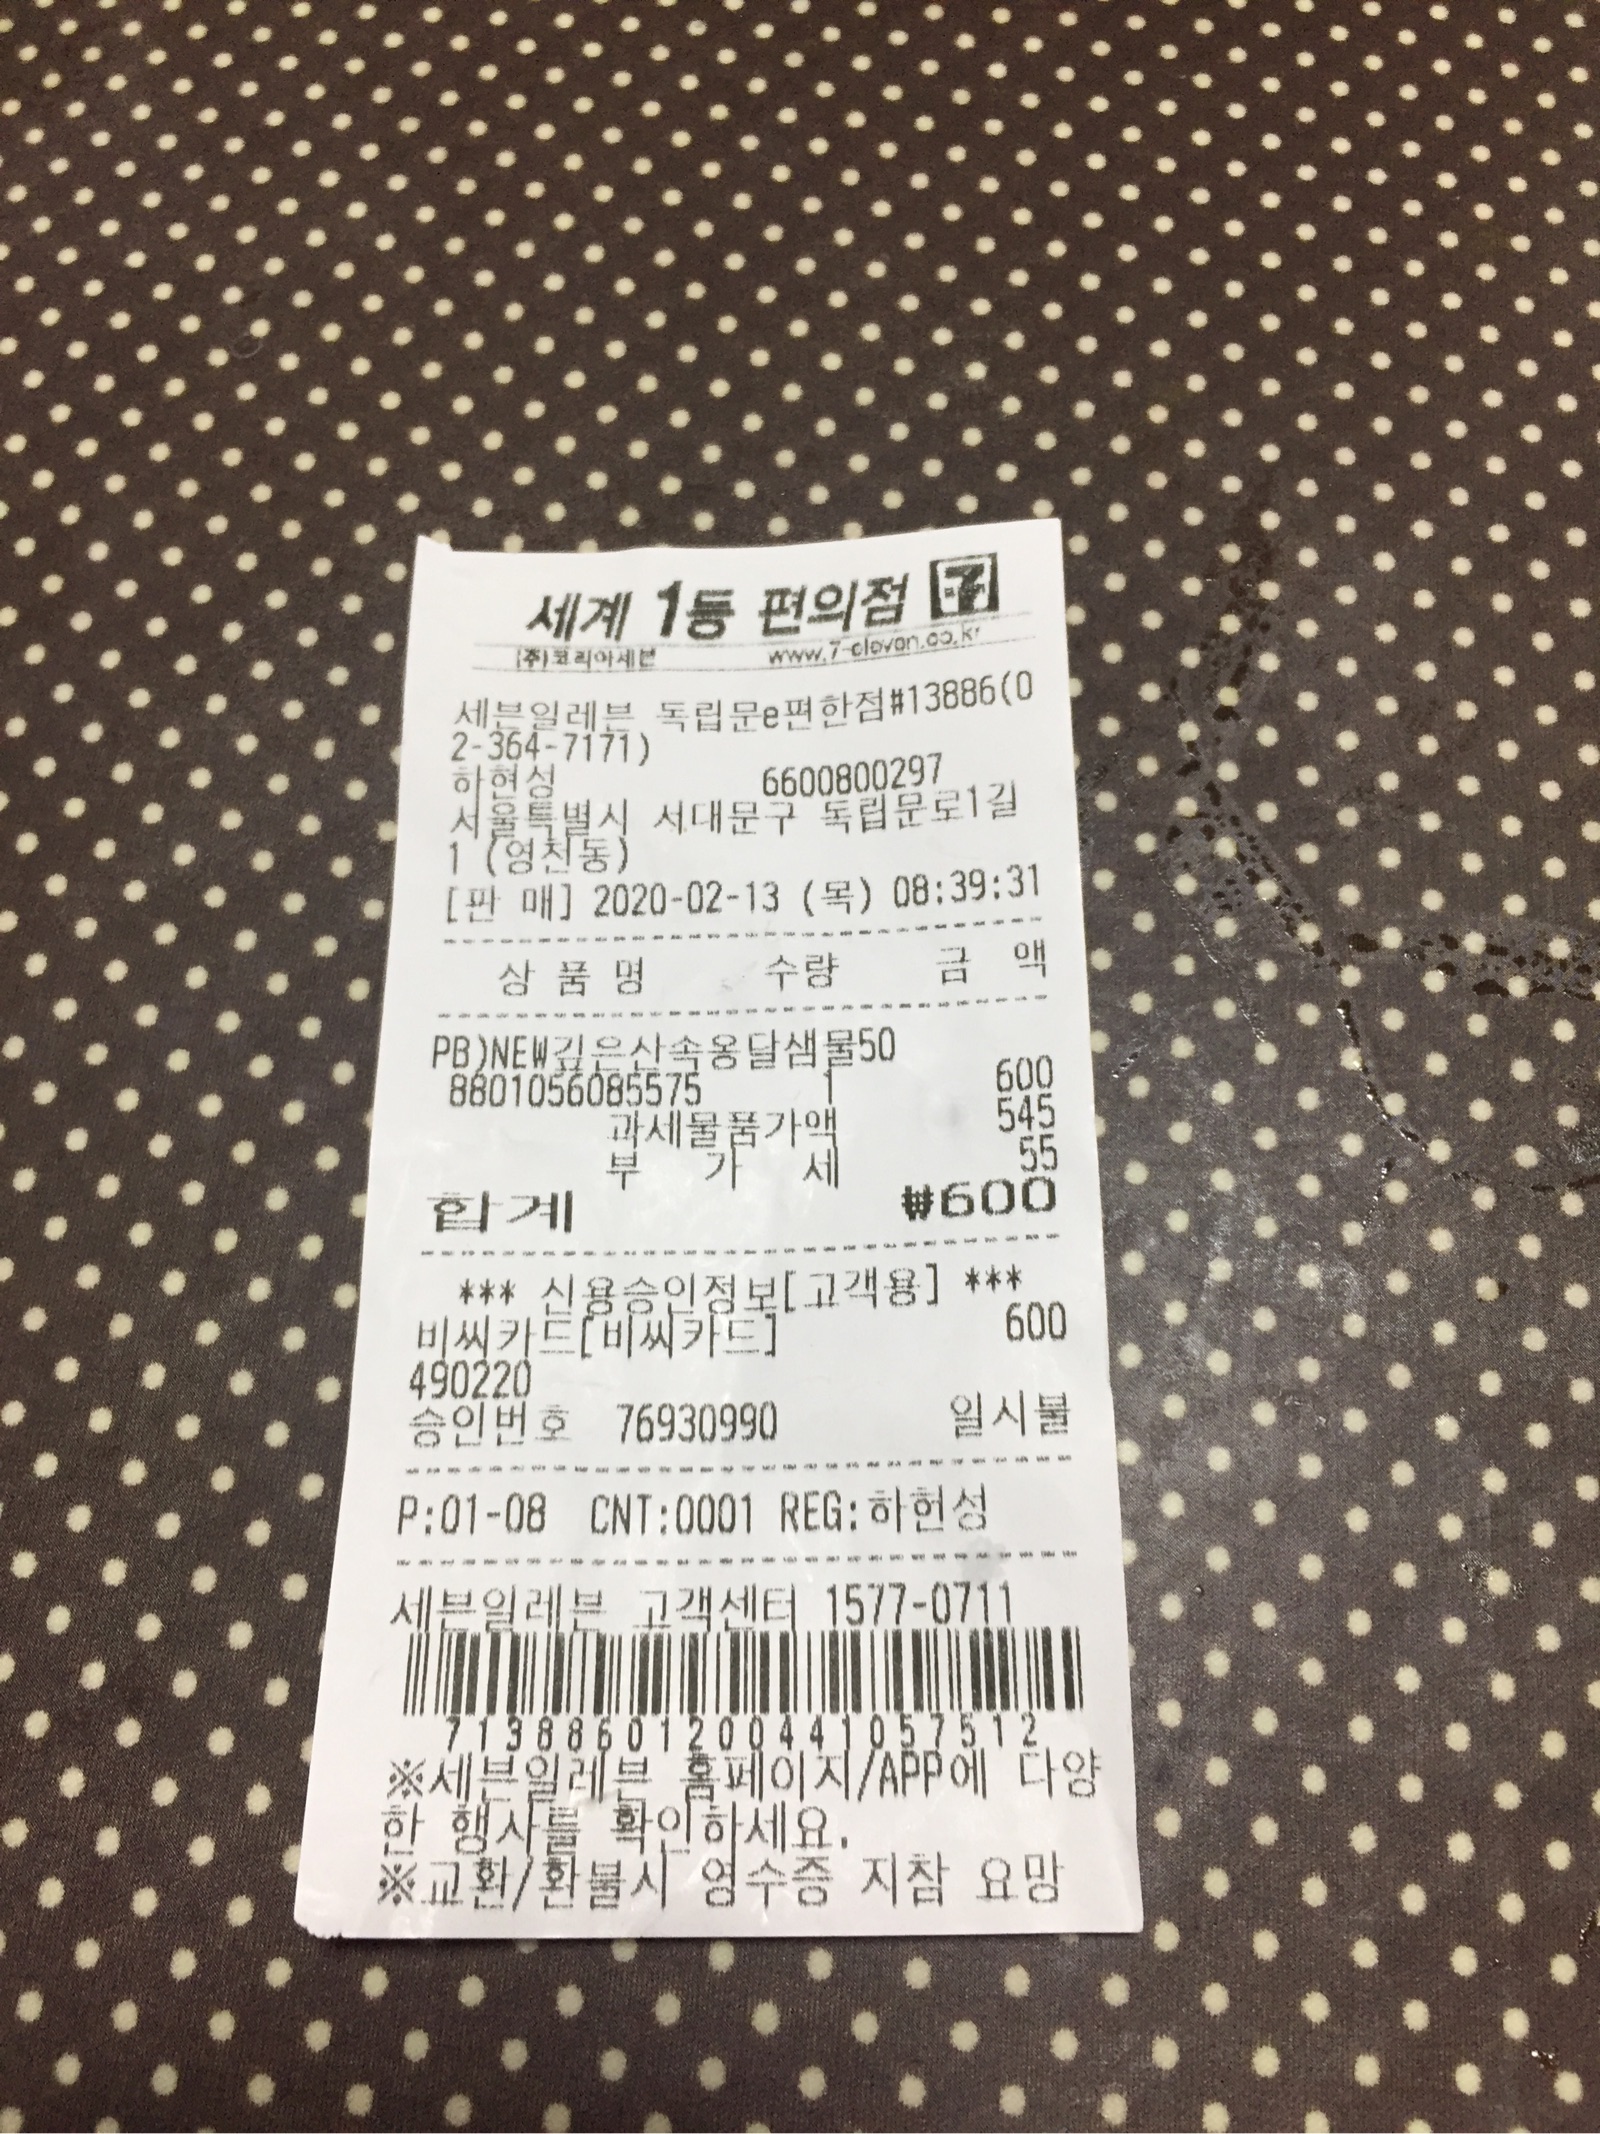 세계 1등 편의점 7
(주)코리아세븐 www.7-eleven.co.kr
세븐일레븐 독립문e편한점#13886(0
2-364-7171)
하현성 6600800297
서울특별시 서대문구 독립문로1길
1 (영천동)
[판 매] 2020-02-13 (목) 08:39:31
상 품 명 수량 금 액
PB)NEW깊은산속옹달샘물50
8801056085575 1 600
과세물품가액 545
부 가 세 55
합계 ₩600
*** 신용승인정보[고객용] ***
비씨카드[비씨카드] 600
490220
승인번호 76930990 일시불
P:01-08 CNT:0001 REG:하헌성
세븐일레븐 고객센터 1577-0711
71388601200441057512
※세븐일레븐 홈페이지/APP에 다양
한 행사를 확인하세요.
※교환/환불시 영수증 지참 요망